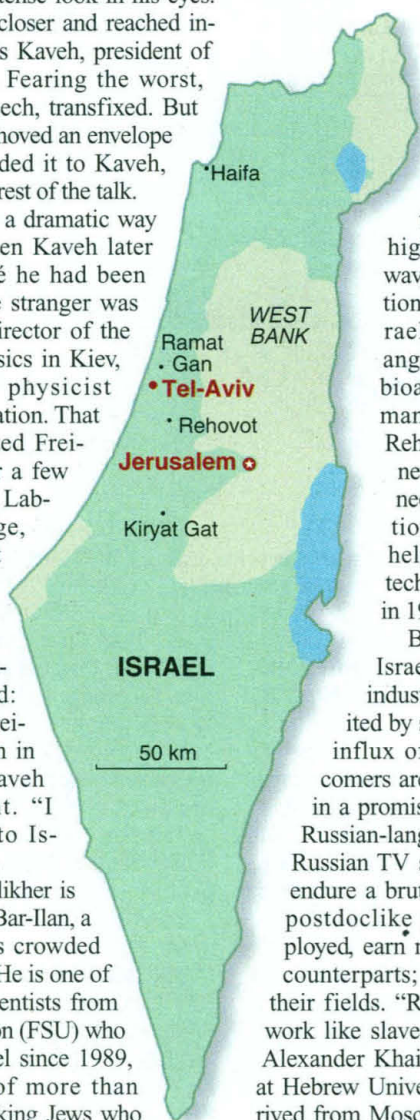 closer and reached in-
s Kaveh, president of
Fearing the worst,
ech, transfixed. But
noved an envelope
ded it to Kaveh,
rest of the talk.
a dramatic way
en Kaveh later
é he had been
stranger was
irector of the
sics in Kiev,
physicist
ation. That
ted Frei-
r a few
Lab-
ge,
d:
ei-
n in
aveh
nt. “I
to Is-
likher is
Bar-Ilan, a
s crowded
He is one of
entists from
on (FSU) who
el since 1989,
of more than
king Jews who
Haifa
WEST
BANK
Ramat
Gan
Tel-Aviv
Rehovot
Jerusalem
Kiryat Gat
ISRAEL
50 km
hig
wav
tion
rae
ang
bioa
man
Reh
ne
ne
tio
hel
tech
in 19
B
Israe
indus
ited by
influx o
comers are
in a promis
Russian-lang
Russian TV
endure a brut
postdoclike
ployed, earn
counterparts;
their fields. “R
work like slave
Alexander Khai
at Hebrew Univ
rived from Mosc